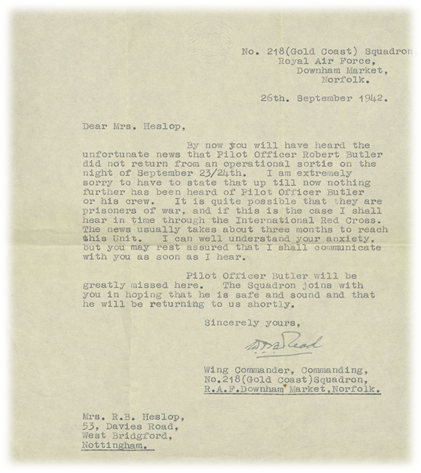 No. 218(Gold Coast) Squadron
Royal Air Force,
Downham Market,
Norfolk.
26th. September 1942.
Dear Mrs. Heslop,
By now you will have heard the
unfortunate news that Pilot Officer Robert Butler
did not return from an operational sortie on the
night of September 23/24th. I am extremely
sorry to have to state that up till now nothing
further has been heard of Pilot Officer Butler
or his crew. It is quite possible that they are
prisoners of war, and if this is the case I shall
hear in time through the International Red Cross.
The news usually takes about three months to reach
this Unit. I can well understand your anxiety,
but you may rest assured that I shall communicate
with you as soon as I hear.
Pilot Officer Butler will be
greatly missed here. The Squadron joins with
you in hoping that he is safe and sound and that
he will be returning to us shortly.
Sincerely yours,
Wing Commander, Commanding,
No.218(Gold Coast)Squadron,
R.A.F.Downham Market,Norfolk.
Mrs. R.B. Heslop,
53, Davies Road,
West Bridgford,
Nottingham.